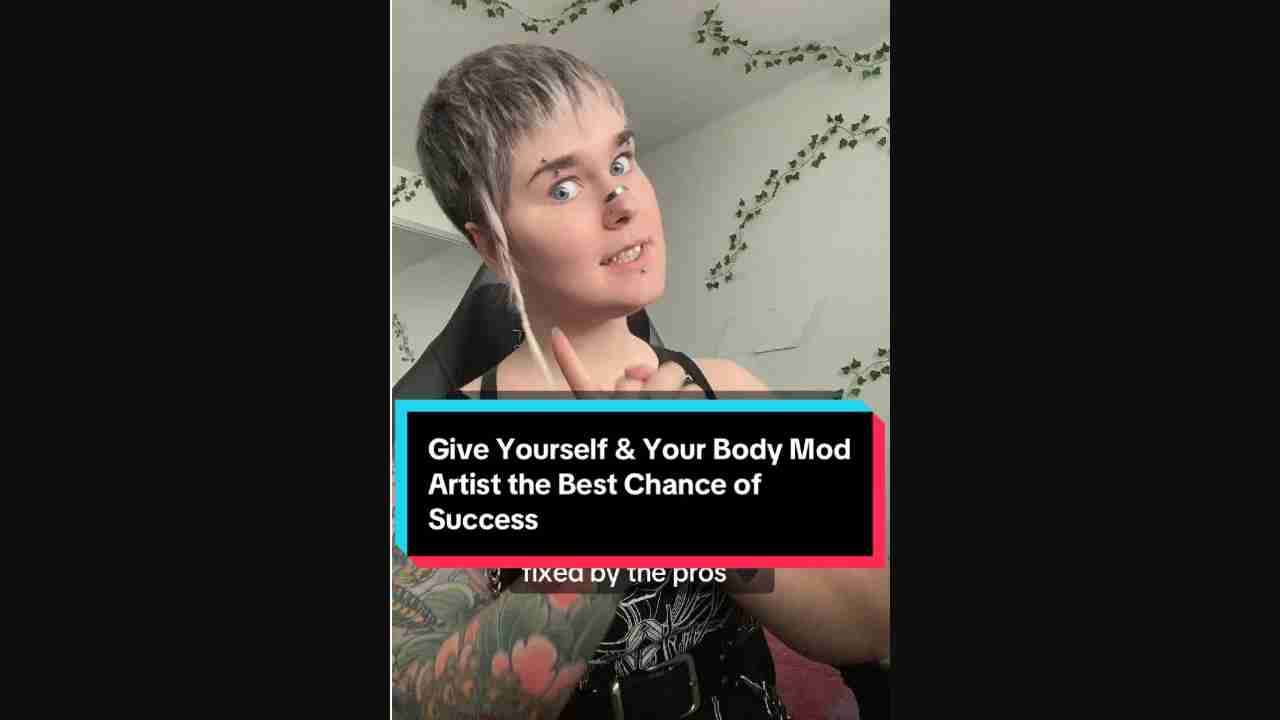 Give Yourself & Your Body Mod
Artist the Best Chance of
Success
fixed by the pros